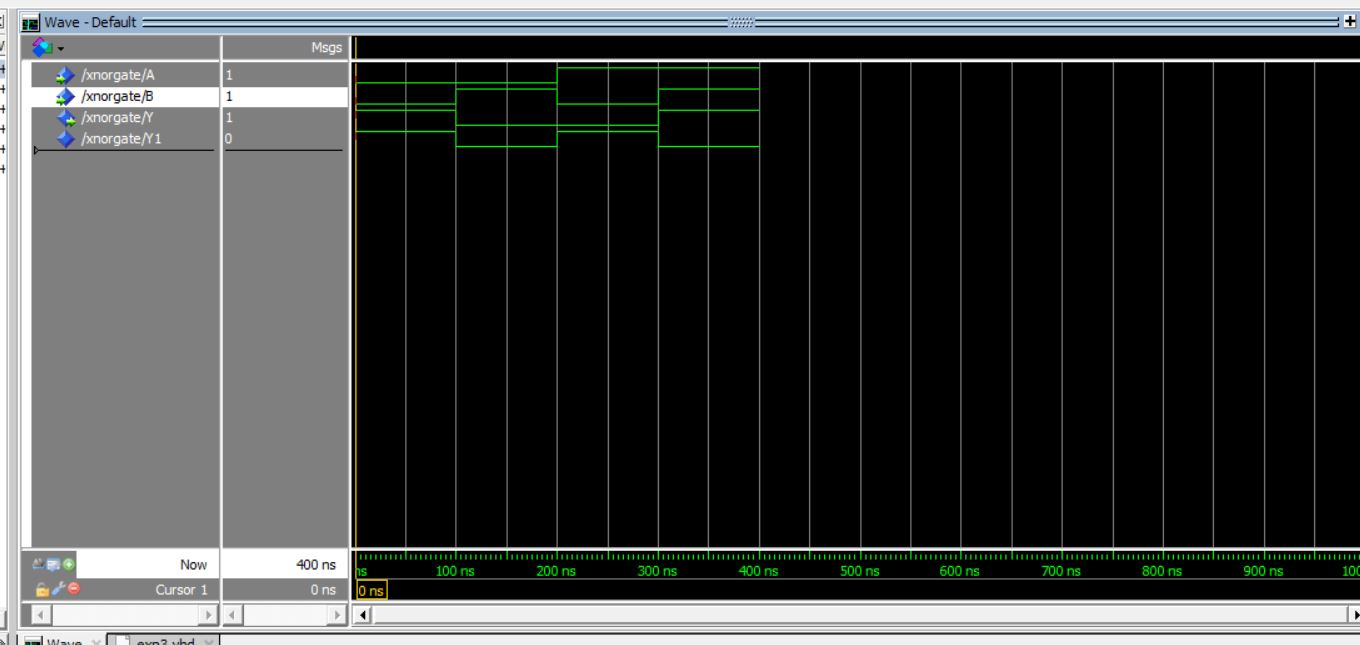 Wave - Default
Msgs
/xnorgate/A 1
/xnorgate/B 1
/xnorgate/Y 1
/xnorgate/Y1 0
Now 400 ns
ns 100 ns 200 ns 300 ns 400 ns 500 ns 600 ns 700 ns 800 ns 900 ns 100
Cursor 1 0 ns 0 ns
Wave exp3.vhd